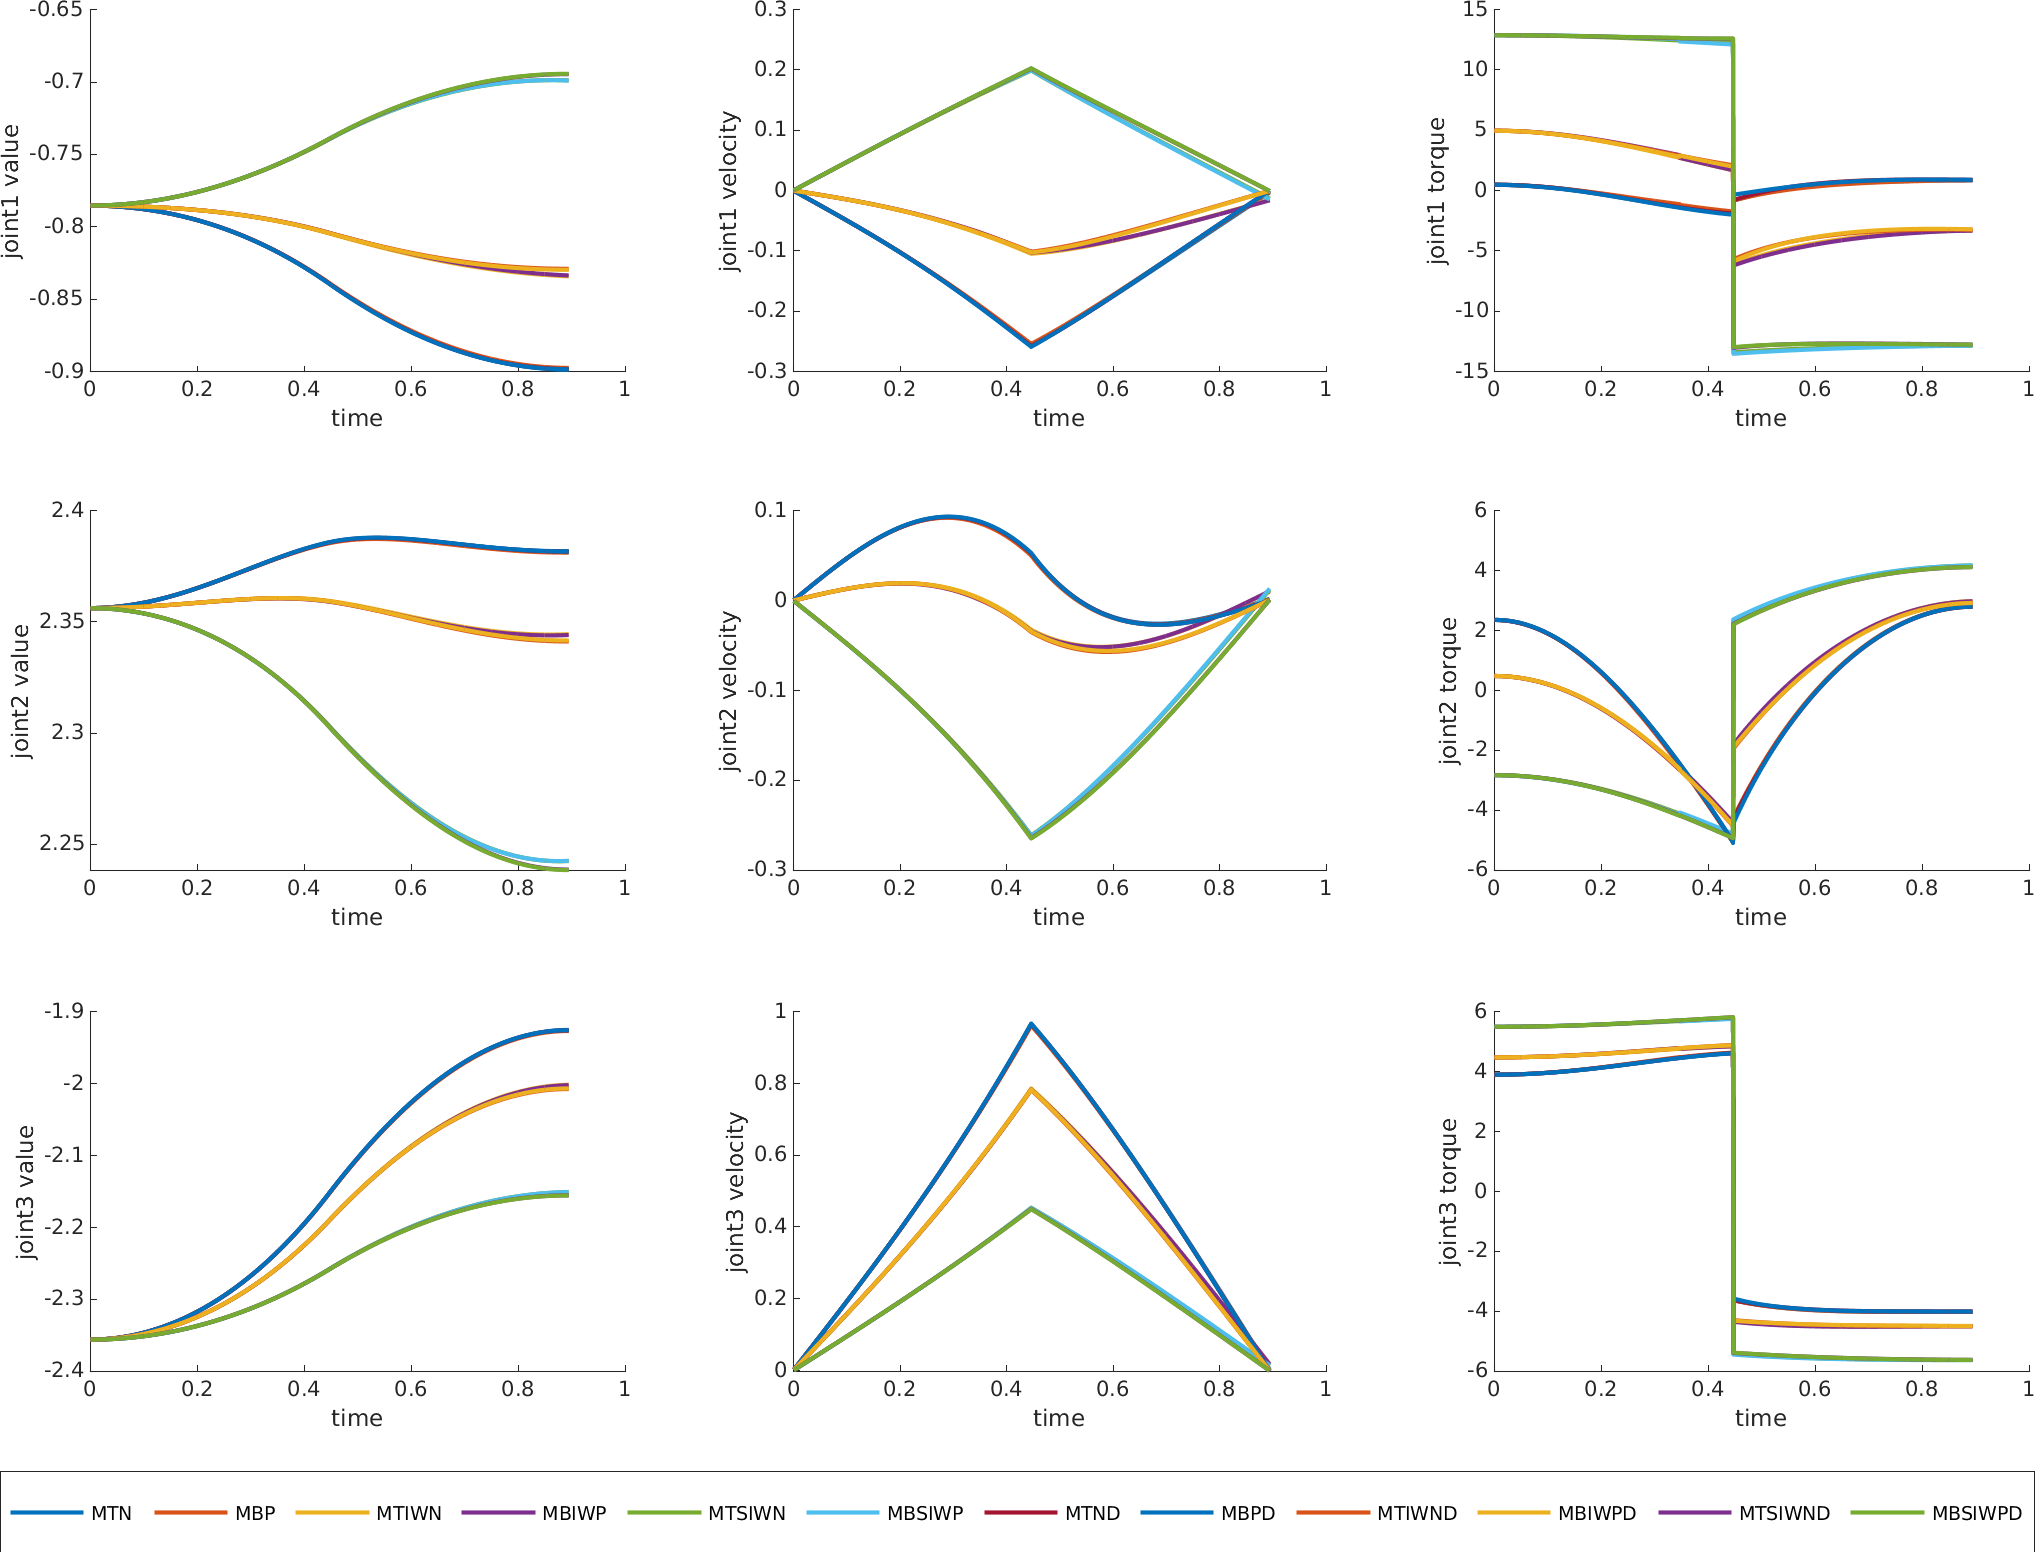 -0.65
-0.7
-0.75
-0.8
-0.85
-0.9
joint1 value
0 0.2 0.4 0.6 0.8 1
time
0.3
0.2
0.1
0
-0.1
-0.2
-0.3
joint1 velocity
0 0.2 0.4 0.6 0.8 1
time
15
10
5
0
-5
-10
-15
joint1 torque
0 0.2 0.4 0.6 0.8 1
time
2.4
2.35
2.3
2.25
joint2 value
0 0.2 0.4 0.6 0.8 1
time
0.1
0
-0.1
-0.2
-0.3
joint2 velocity
0 0.2 0.4 0.6 0.8 1
time
6
4
2
0
-2
-4
-6
joint2 torque
0 0.2 0.4 0.6 0.8 1
time
-1.9
-2
-2.1
-2.2
-2.3
-2.4
joint3 value
0 0.2 0.4 0.6 0.8 1
time
1
0.8
0.6
0.4
0.2
0
joint3 velocity
0 0.2 0.4 0.6 0.8 1
time
6
4
2
0
-2
-4
-6
joint3 torque
0 0.2 0.4 0.6 0.8 1
time
MTN MBP MTIWN MBIWP MTSIWN MBSIWP MTND MBPD MTIWND MBIWPD MTSIWND MBSIWPD